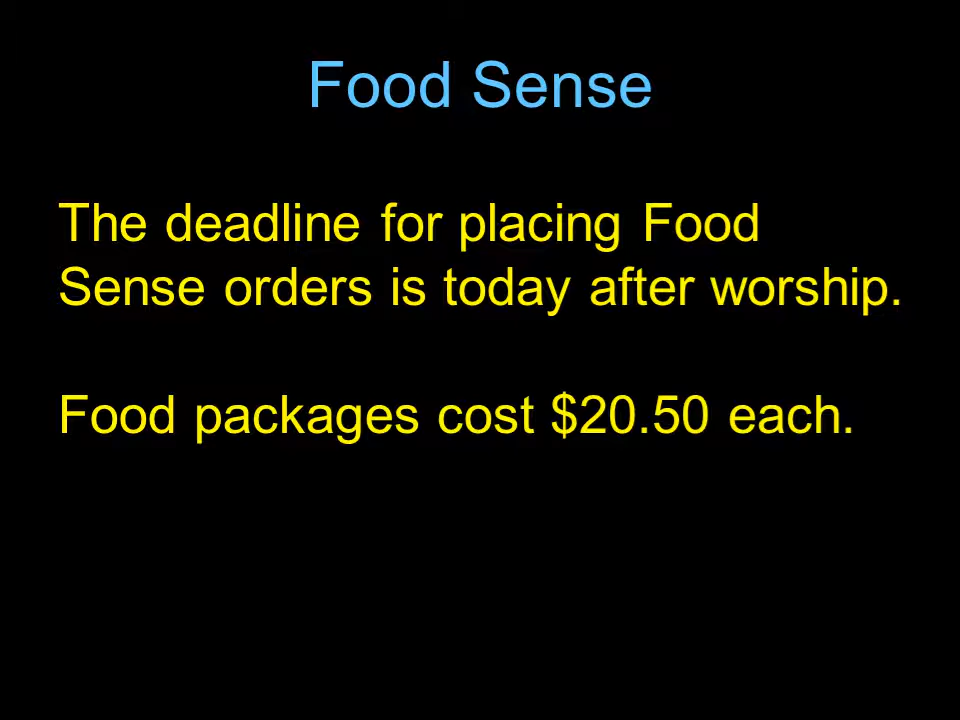 Food Sense
The deadline for placing Food
Sense orders is today after worship.
Food packages cost $20.50 each.